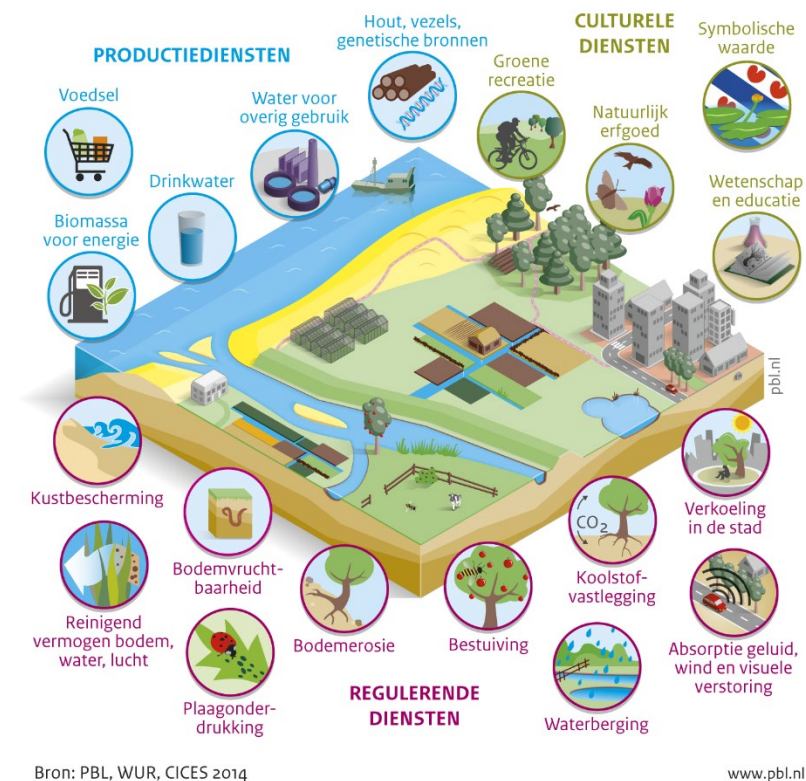 PRODUCTIEDIENSTEN
Voedsel
Drinkwater
Biomassa
voor energie
Water voor
overig gebruik
Hout, vezels,
genetische bronnen
CULTURELE
DIENSTEN
Groene
recreatie
Natuurlijk
erfgoed
Symbolische
waarde
Wetenschap
en educatie
pbl.nl
Kustbescherming
Reinigend
vermogen bodem,
water, lucht
Bodemvrucht-
baarheid
Plaagonder-
drukking
Bodemerosie
Bestuiving
REGULERENDE
DIENSTEN
CO2
Koolstof-
vastlegging
Waterberging
Verkoeling
in de stad
Absorptie geluid,
wind en visuele
verstoring
Bron: PBL, WUR, CICES 2014
www.pbl.nl